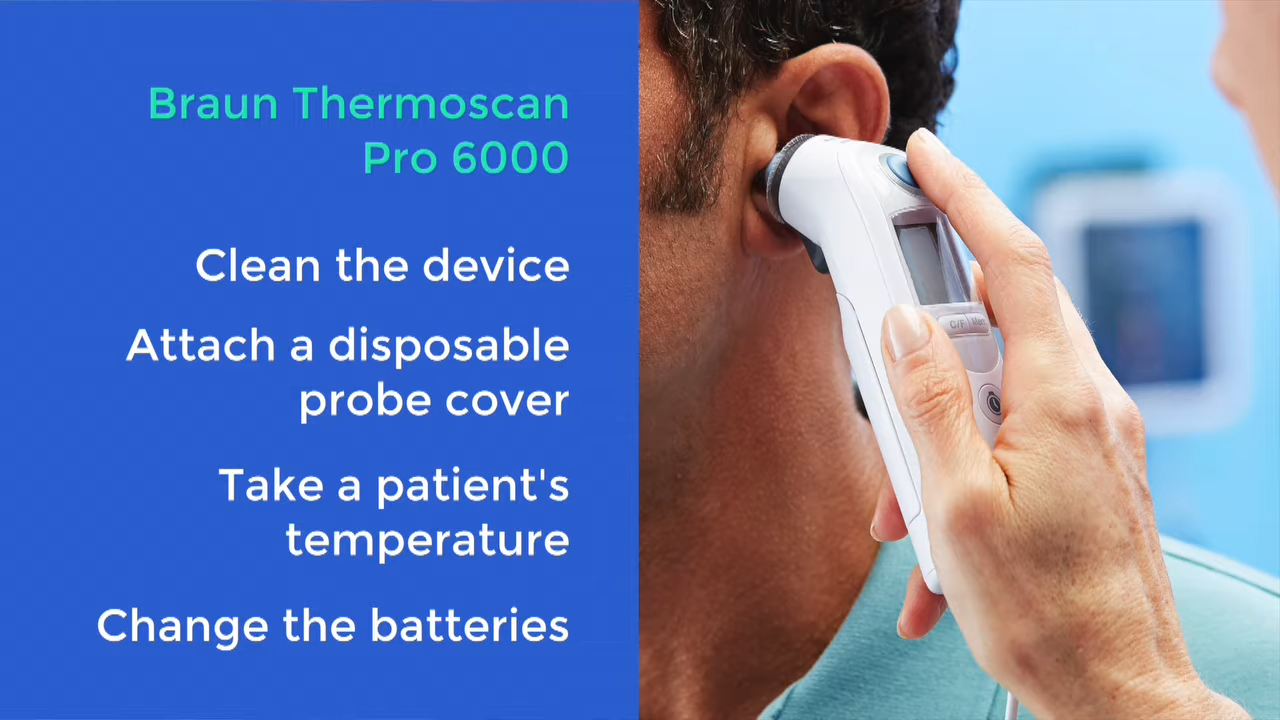 Braun Thermoscan
Pro 6000
Clean the device
Attach a disposable
probe cover
Take a patient's
temperature
Change the batteries
C/F